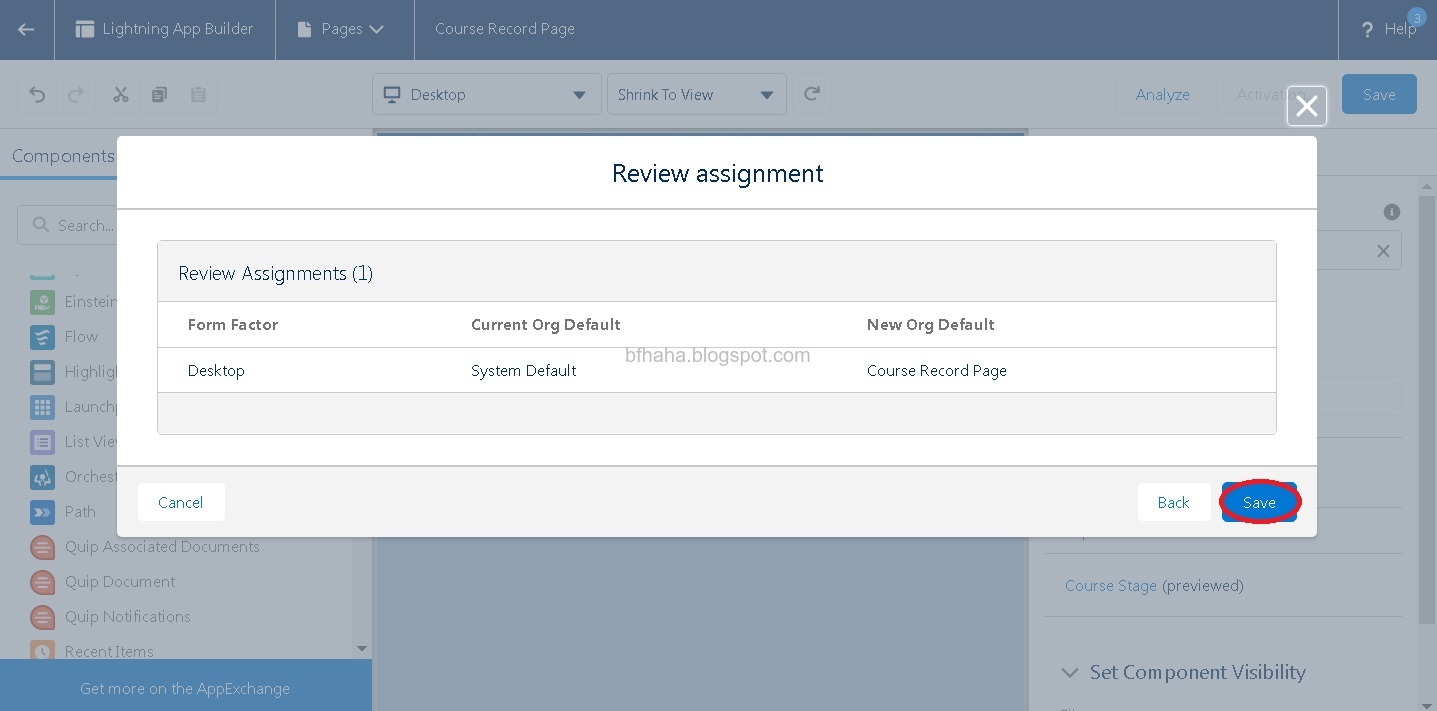 Lightning App Builder
Pages
Course Record Page
? Help
3
Desktop
Shrink To View
Analyze
Activation
Save
Components
Review assignment
Search...
Review Assignments (1)
Form Factor Current Org Default New Org Default
bfhaha.blogspot.com
Desktop System Default Course Record Page
Cancel
Back
Save
Einstein
Flow
Highlig
Launchp
List Vie
Orchest
Path
Quip Associated Documents
Quip Document
Quip Notifications
Recent Items
Get more on the AppExchange
Course Stage (previewed)
Set Component Visibility